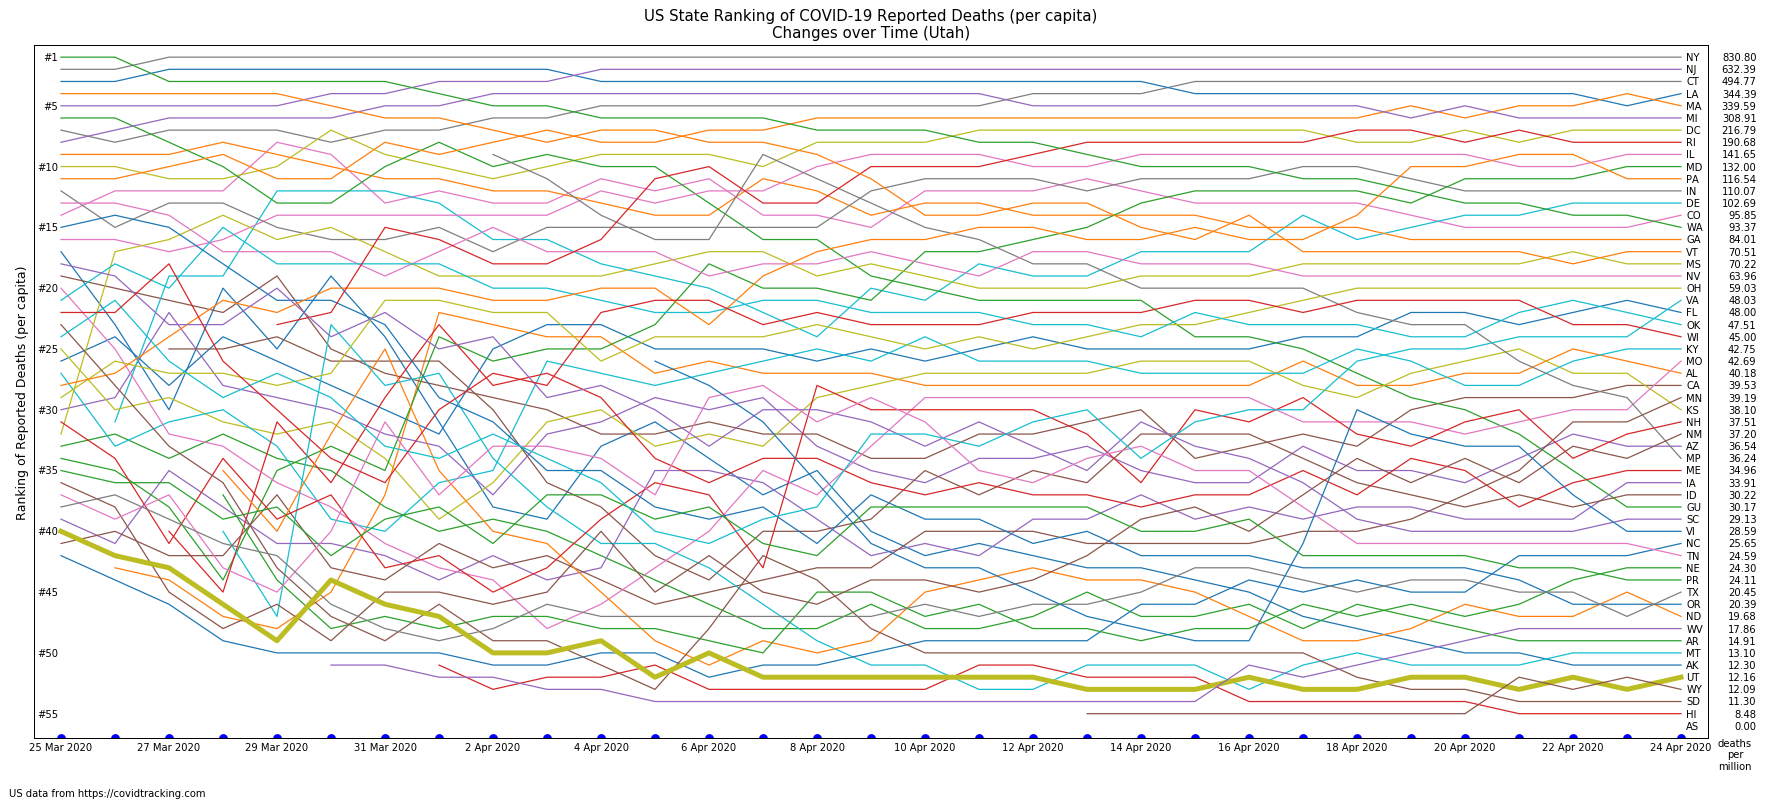 US State Ranking of COVID-19 Reported Deaths (per capita)
Changes over Time (Utah)
Ranking of Reported Deaths (per capita)
#1
#5
#10
#15
#20
#25
#30
#35
#40
#45
#50
#55
NY 830.80
NJ 632.39
CT 494.77
LA 344.39
MA 339.59
MI 308.91
DC 216.79
RI 190.68
IL 141.65
MD 132.00
PA 116.54
IN 110.07
DE 102.69
CO 95.85
WA 93.37
GA 84.01
VT 70.51
MS 70.22
NV 63.96
OH 59.03
VA 48.03
FL 48.00
OK 47.51
WI 45.00
KY 42.75
MO 42.69
AL 40.18
CA 39.53
MN 39.19
KS 38.10
NH 37.51
NM 37.20
AZ 36.54
MP 36.24
ME 34.96
IA 33.91
ID 30.22
GU 30.17
SC 29.13
VI 28.59
NC 25.65
TN 24.59
NE 24.30
PR 24.11
TX 20.45
OR 20.39
ND 19.68
WV 17.86
AR 14.91
MT 13.10
AK 12.30
UT 12.16
WY 12.09
SD 11.30
HI 8.48
AS 0.00
25 Mar 2020 27 Mar 2020 29 Mar 2020 31 Mar 2020 2 Apr 2020 4 Apr 2020 6 Apr 2020 8 Apr 2020 10 Apr 2020 12 Apr 2020 14 Apr 2020 16 Apr 2020 18 Apr 2020 20 Apr 2020 22 Apr 2020 24 Apr 2020
deaths
per
million
US data from https://covidtracking.com